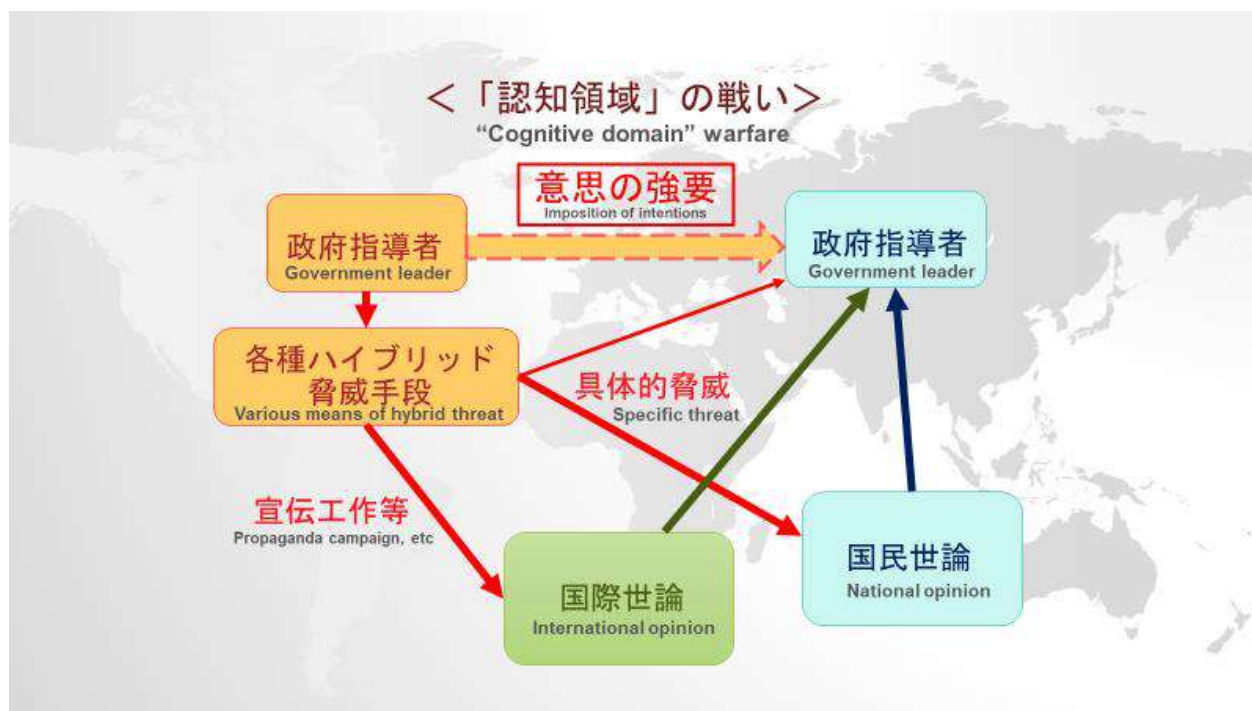 ＜「認知領域」の戦い＞
“Cognitive domain” warfare
意思の強要
Imposition of intentions
政府指導者
Government leader
政府指導者
Government leader
各種ハイブリッド
脅威手段
Various means of hybrid threat
具体的脅威
Specific threat
宣伝工作等
Propaganda campaign, etc
国際世論
International opinion
国民世論
National opinion